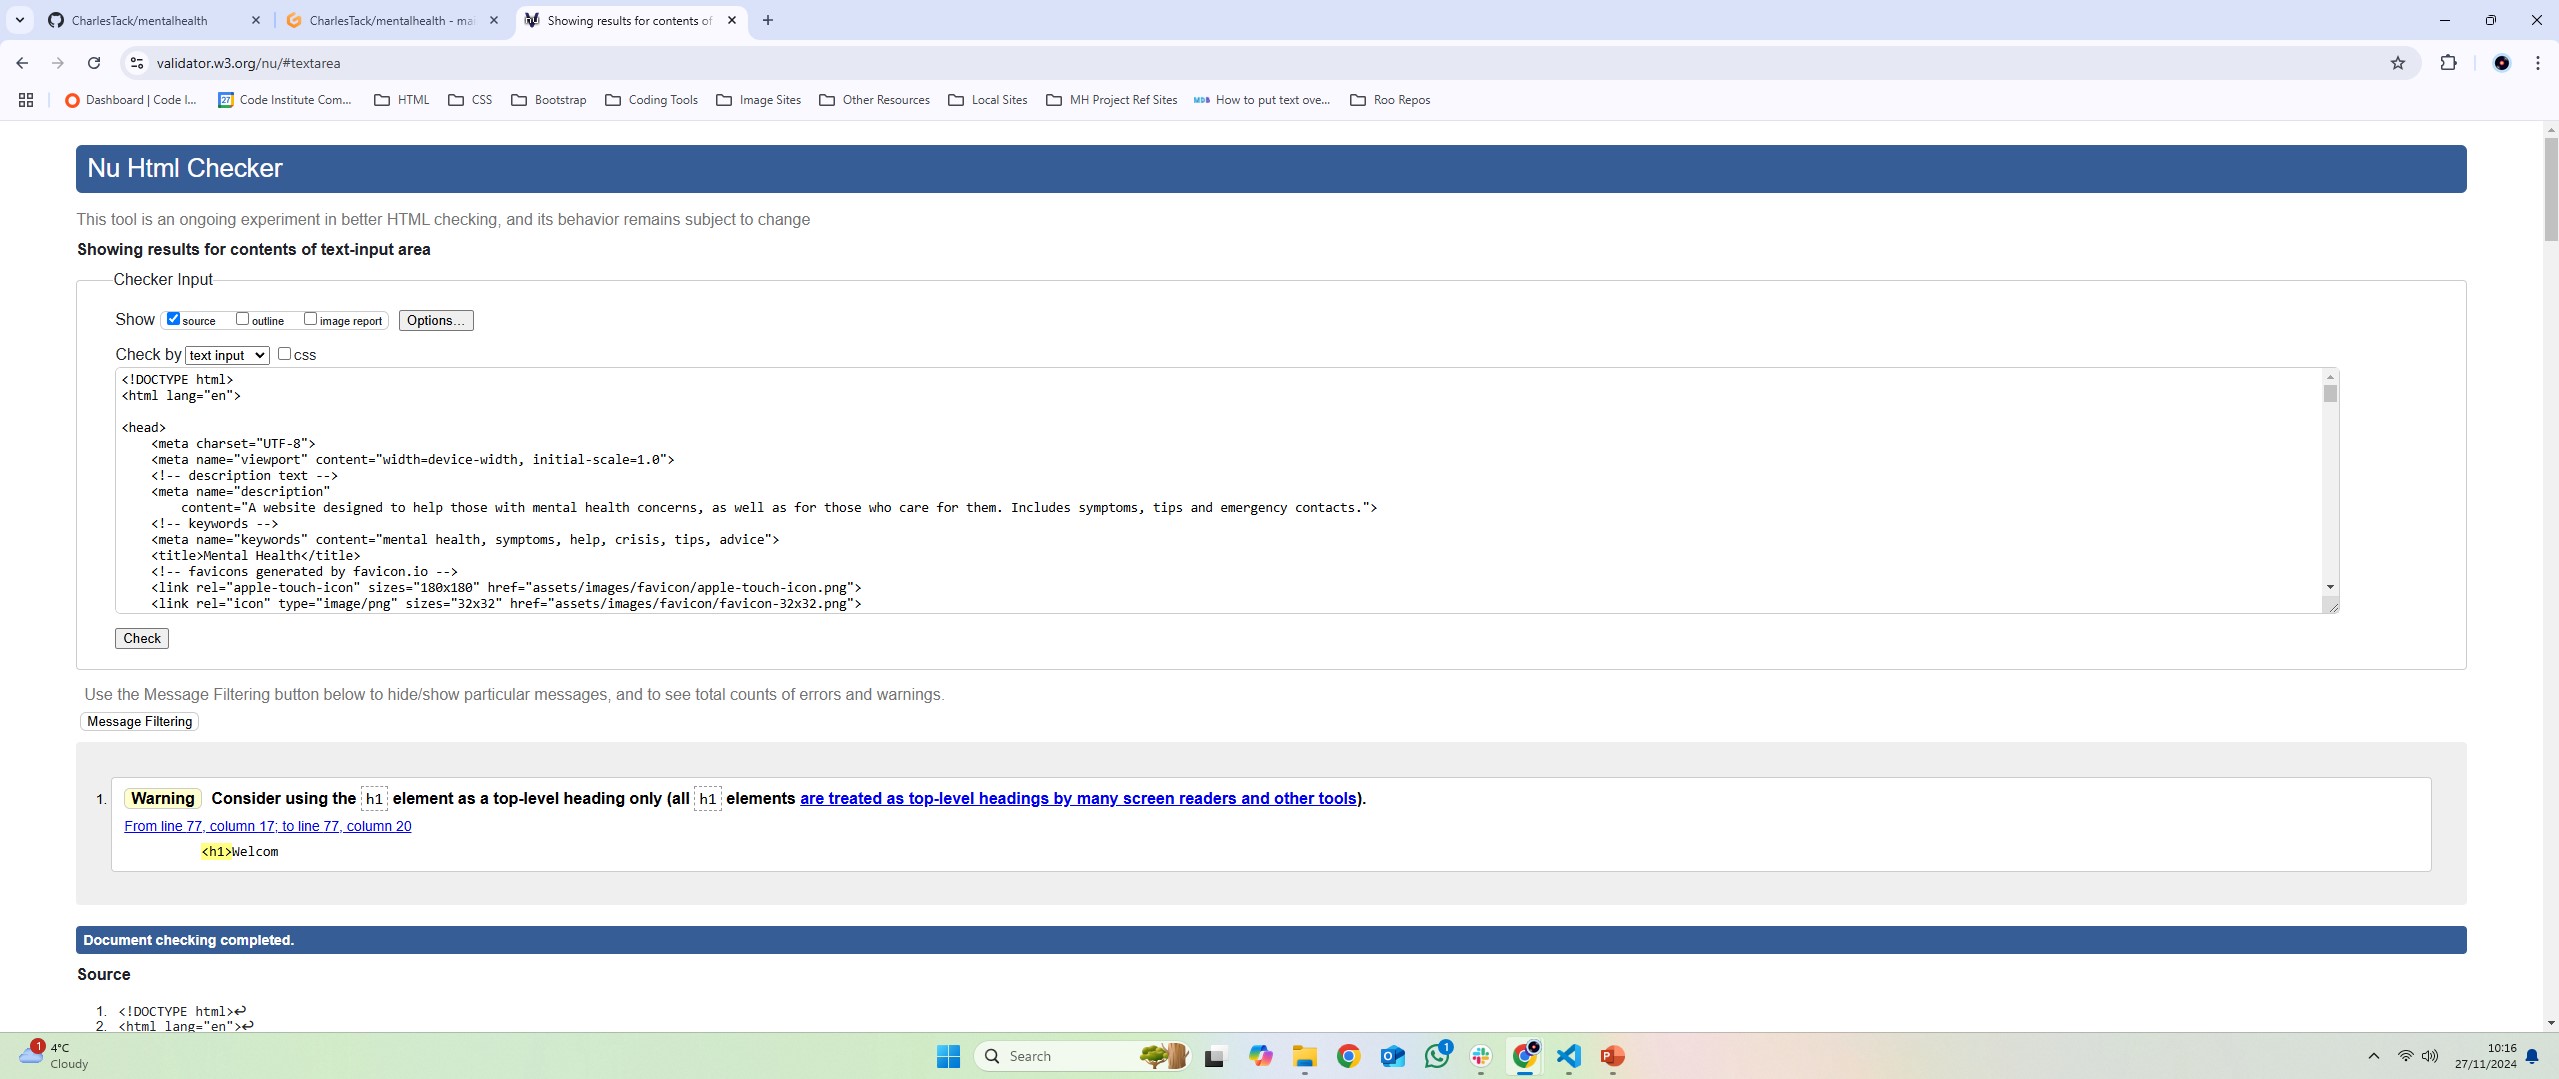 CharlesTack/mentalhealth
CharlesTack/mentalhealth - mai
Showing results for contents of
validator.w3.org/nu/#textarea
Dashboard | Code I...
27
Code Institute Com...
HTML
CSS
Bootstrap
Coding Tools
Image Sites
Other Resources
Local Sites
MH Project Ref Sites
MDB
How to put text ove...
Roo Repos
Nu Html Checker
This tool is an ongoing experiment in better HTML checking, and its behavior remains subject to change
Showing results for contents of text-input area
Checker Input
Show source outline image report Options...
Check by text input css
<!DOCTYPE html>
<html lang="en">
<head>
<meta charset="UTF-8">
<meta name="viewport" content="width=device-width, initial-scale=1.0">
<!-- description text -->
<meta name="description"
content="A website designed to help those with mental health concerns, as well as for those who care for them. Includes symptoms, tips and emergency contacts.">
<!-- keywords -->
<meta name="keywords" content="mental health, symptoms, help, crisis, tips, advice">
<title>Mental Health</title>
<!-- favicons generated by favicon.io -->
<link rel="apple-touch-icon" sizes="180x180" href="assets/images/favicon/apple-touch-icon.png">
<link rel="icon" type="image/png" sizes="32x32" href="assets/images/favicon/favicon-32x32.png">
Check
Use the Message Filtering button below to hide/show particular messages, and to see total counts of errors and warnings.
Message Filtering
1. Warning Consider using the h1 element as a top-level heading only (all h1 elements are treated as top-level headings by many screen readers and other tools).
From line 77, column 17; to line 77, column 20
<h1>Welcom
Document checking completed.
Source
1. <!DOCTYPE html>↩
2. <html lang="en">↩
1
4°C
Cloudy
Search
1
10:16
27/11/2024